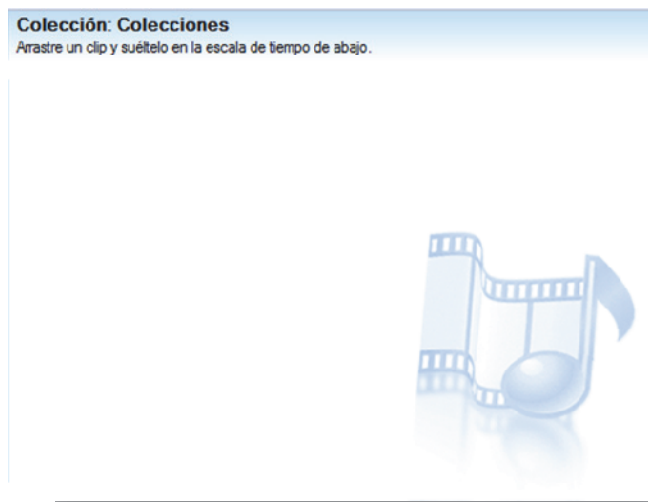 Colección: Colecciones
Arrastre un clip y suéltelo en la escala de tiempo de abajo.